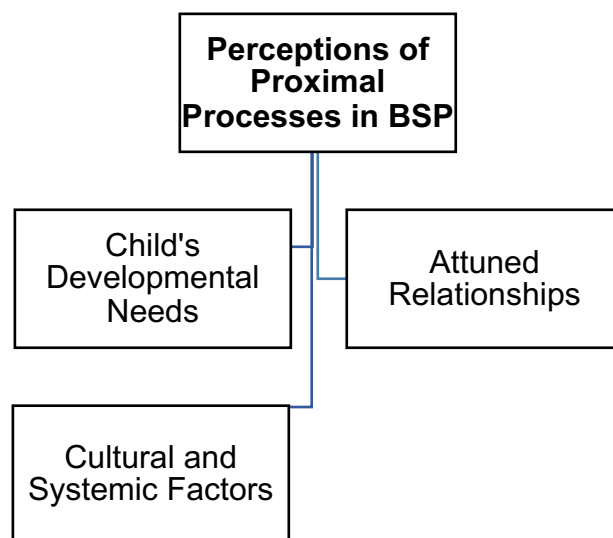 Perceptions of
Proximal
Processes in BSP
Child's
Developmental
Needs
Attuned
Relationships
Cultural and
Systemic Factors